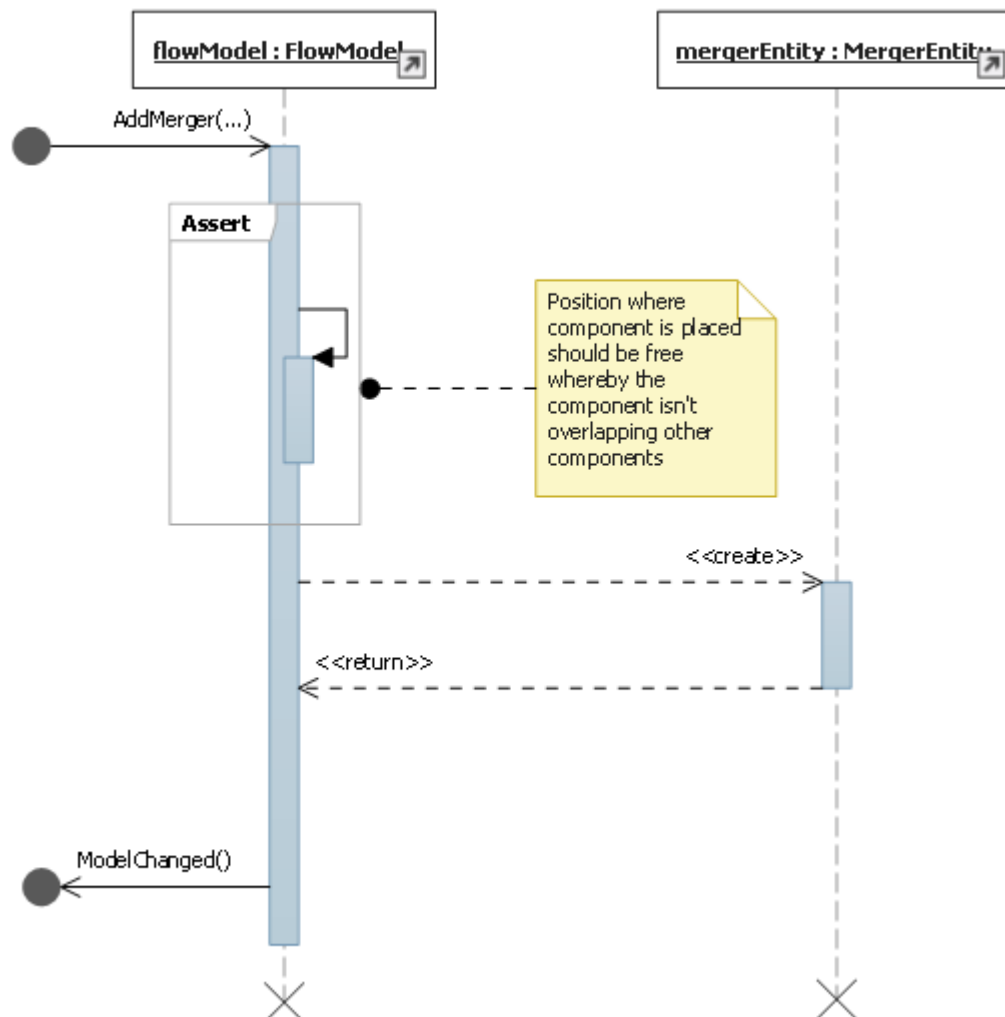 flowModel : FlowModel
mergerEntity : MergerEntity
AddMerger(...)
Assert
Position where
component is placed
should be free
whereby the
component isn't
overlapping other
components
<<create>>
<<return>>
ModelChanged()